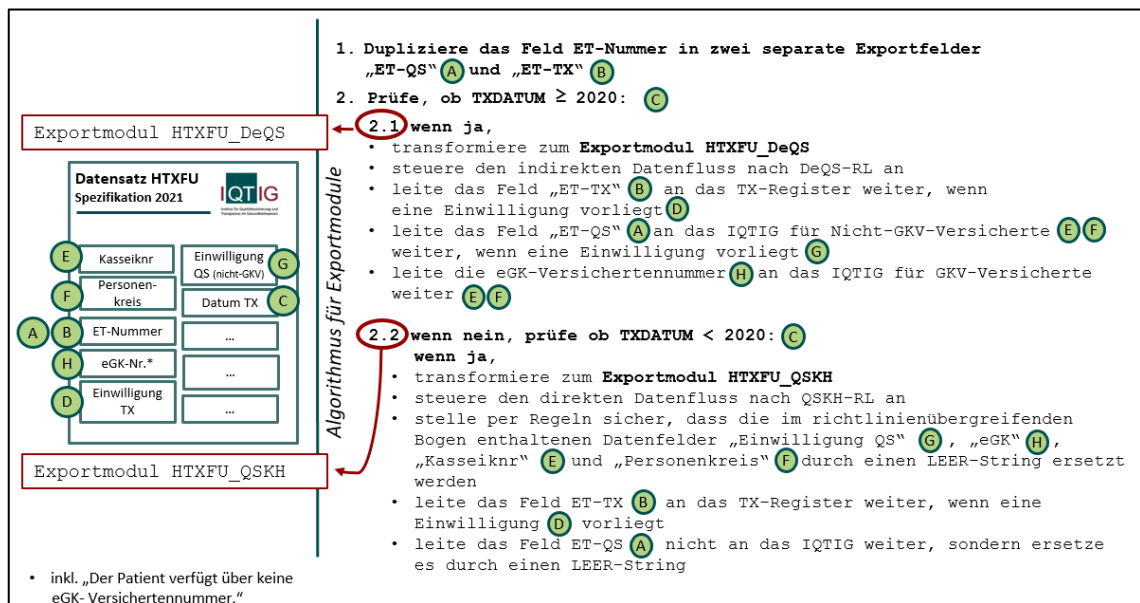 1. Dupliziere das Feld ET-Nummer in zwei separate Exportfelder
„ET-QS“ A und „ET-TX“ B
2. Prüfe, ob TXDATUM ≥ 2020: C
2.1 wenn ja,
• transformiere zum Exportmodul HTXFU_DeQS
• steuere den indirekten Datenfluss nach DeQS-RL an
• leite das Feld „ET-TX“ B an das TX-Register weiter, wenn
eine Einwilligung vorliegt D
• leite das Feld „ET-QS“ A an das IQTIG für Nicht-GKV-Versicherte E F
weiter, wenn eine Einwilligung vorliegt G
• leite die eGK-Versichertennummer H an das IQTIG für GKV-Versicherte
weiter E F
2.2 wenn nein, prüfe ob TXDATUM < 2020: C
wenn ja,
• transformiere zum Exportmodul HTXFU_QSKH
• steuere den direkten Datenfluss nach QSKH-RL an
• stelle per Regeln sicher, dass die im richtlinienübergreifenden
Bogen enthaltenen Datenfelder „Einwilligung QS“ G , „eGK“ H ,
„Kasseiknr“ E und „Personenkreis“ F durch einen LEER-String ersetzt
werden
• leite das Feld ET-TX B an das TX-Register weiter, wenn eine
Einwilligung D vorliegt
• leite das Feld ET-QS A nicht an das IQTIG weiter, sondern ersetze
es durch einen LEER-String
Algorithmus für Exportmodule
Exportmodul HTXFU_DeQS
Datensatz HTXFU
Spezifikation 2021
IQTIG
Institut für Qualitätssicherung und
Transparenz im Gesundheitswesen
E Kasseiknr
Einwilligung
QS (nicht-GKV) G
F Personen-
kreis
Datum TX C
A B ET-Nummer
...
H eGK-Nr.*
...
D Einwilligung
TX
...
Exportmodul HTXFU_QSKH
• inkl. „Der Patient verfügt über keine
eGK- Versichertennummer.“